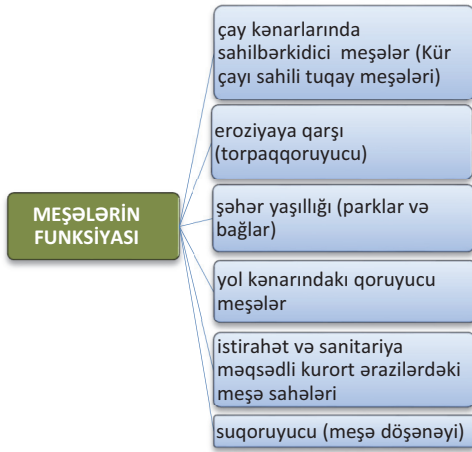 MEŞƏLƏRİN
FUNKSİYASI
çay kənarlarında
sahilbərkidici meşələr (Kür
çayı sahili tuqay meşələri)
eroziyaya qarşı
(torpaqqoruyucu)
şəhər yaşıllığı (parklar və
bağlar)
yol kənarındakı qoruyucu
meşələr
istirahət və sanitariya
məqsədli kurort ərazilərdəki
meşə sahələri
suqoruyucu (meşə döşənəyi)